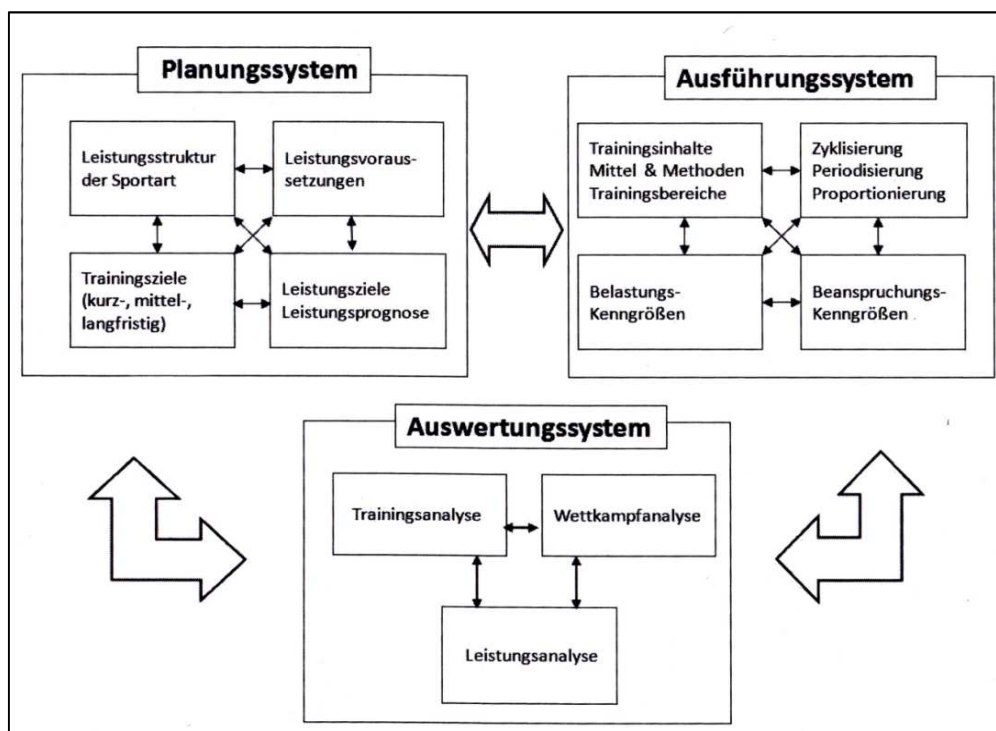 Planungssystem
Leistungsstruktur
der Sportart
Leistungsvoraus-
setzungen
Trainingsziele
(kurz-, mittel-,
langfristig)
Leistungsziele
Leistungsprognose
Ausführungssystem
Trainingsinhalte
Mittel & Methoden
Trainingsbereiche
Zyklisierung
Periodisierung
Proportionierung
Belastungs-
Kenngrößen
Beanspruchungs-
Kenngrößen
Auswertungssystem
Trainingsanalyse
Wettkampfanalyse
Leistungsanalyse